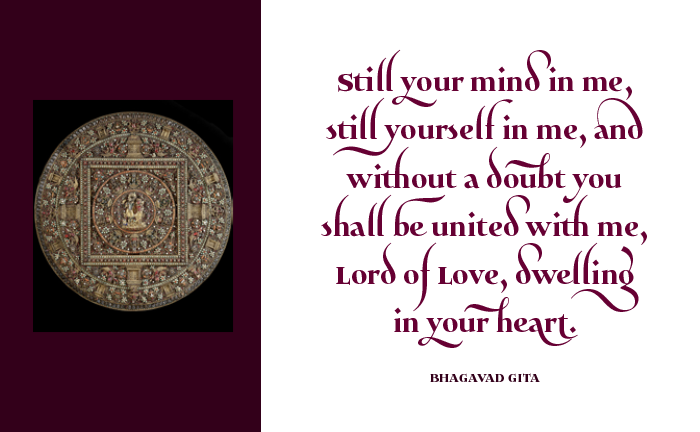 Still your mind in me,
still yourself in me, and
without a doubt you
shall be united with me,
Lord of Love, dwelling
in your heart.
BHAGAVAD GITA